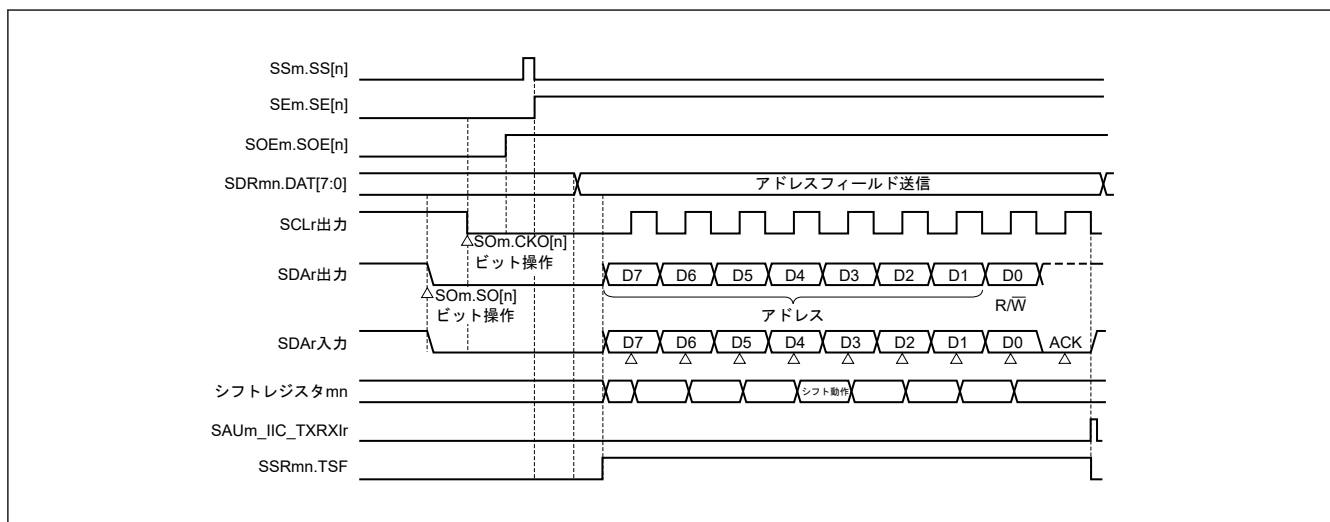 SSm.SS[n]
SEm.SE[n]
SOEm.SOE[n]
SDRmn.DAT[7:0]
アドレスフィールド送信
SCLr出力
SOm.CKO[n]
ビット操作
SDAr出力
D7 D6 D5 D4 D3 D2 D1 D0
SOm.SO[n]
ビット操作
アドレス
R/W
SDAr入力
D7 D6 D5 D4 D3 D2 D1 D0 ACK
シフトレジスタmn
シフト動作
SAUm_IIC_TXRXIr
SSRmn.TSF